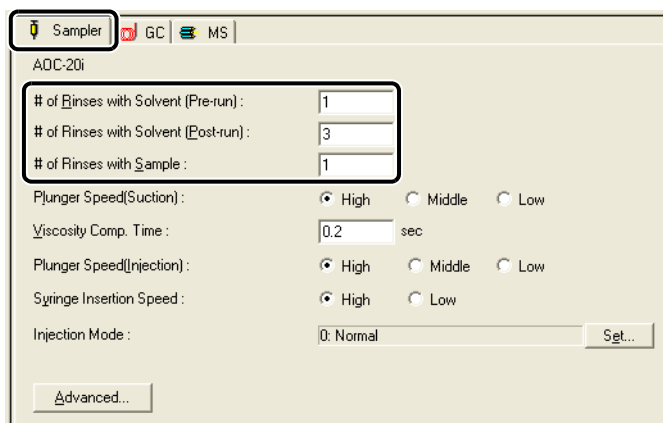 Sampler GC MS
AOC-20i
# of Rinses with Solvent (Pre-run) : 1
# of Rinses with Solvent (Post-run) : 3
# of Rinses with Sample : 1
Plunger Speed(Suction) : High Middle Low
Viscosity Comp. Time : 0.2 sec
Plunger Speed(Injection) : High Middle Low
Syringe Insertion Speed : High Low
Injection Mode : 0: Normal Set...
Advanced...